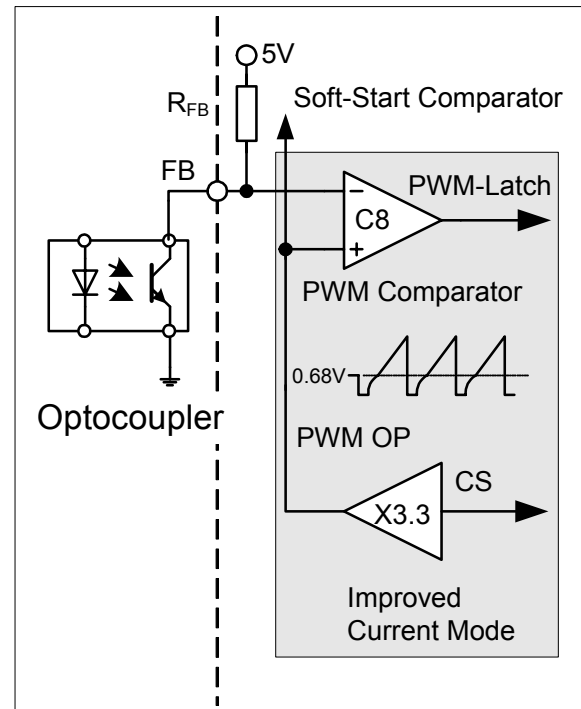 5V
RFB
Soft-Start Comparator
FB
PWM-Latch
C8
PWM Comparator
0.68V
Optocoupler
PWM OP
CS
X3.3
Improved
Current Mode